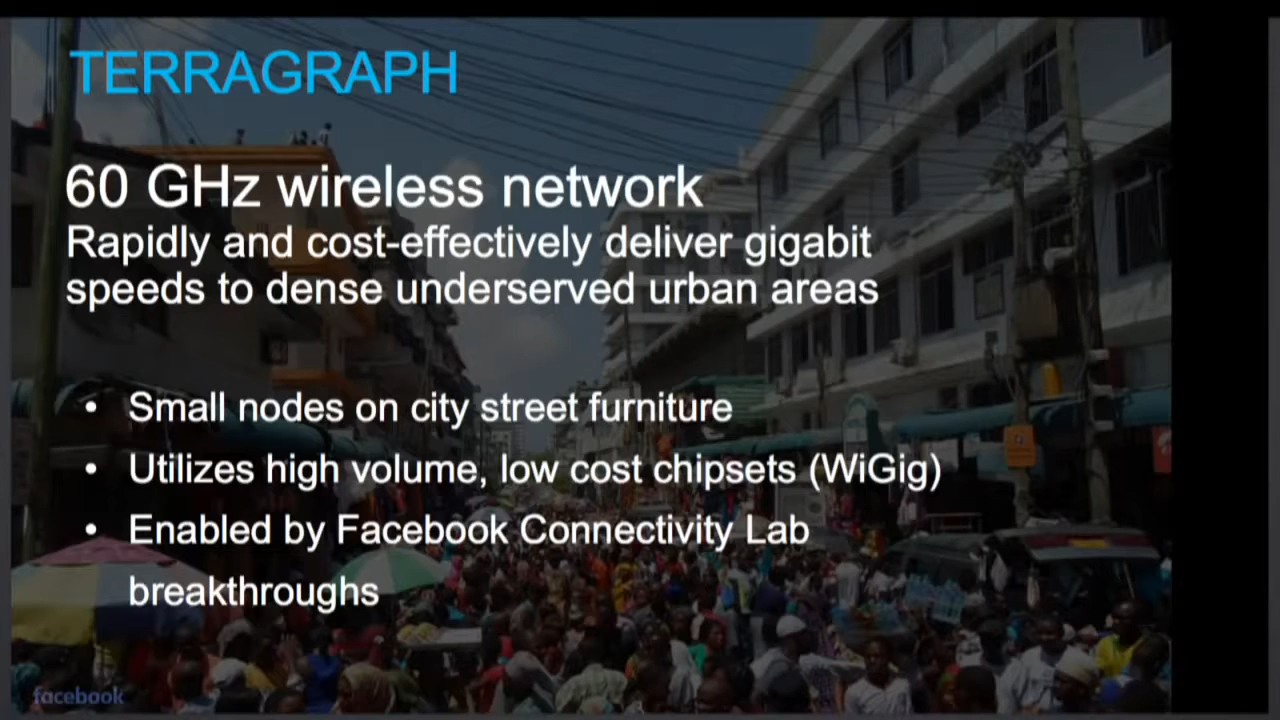 TERRAGRAPH
60 GHz wireless network
Rapidly and cost-effectively deliver gigabit
speeds to dense underserved urban areas
• Small nodes on city street furniture
• Utilizes high volume, low cost chipsets (WiGig)
• Enabled by Facebook Connectivity Lab
breakthroughs
facebook